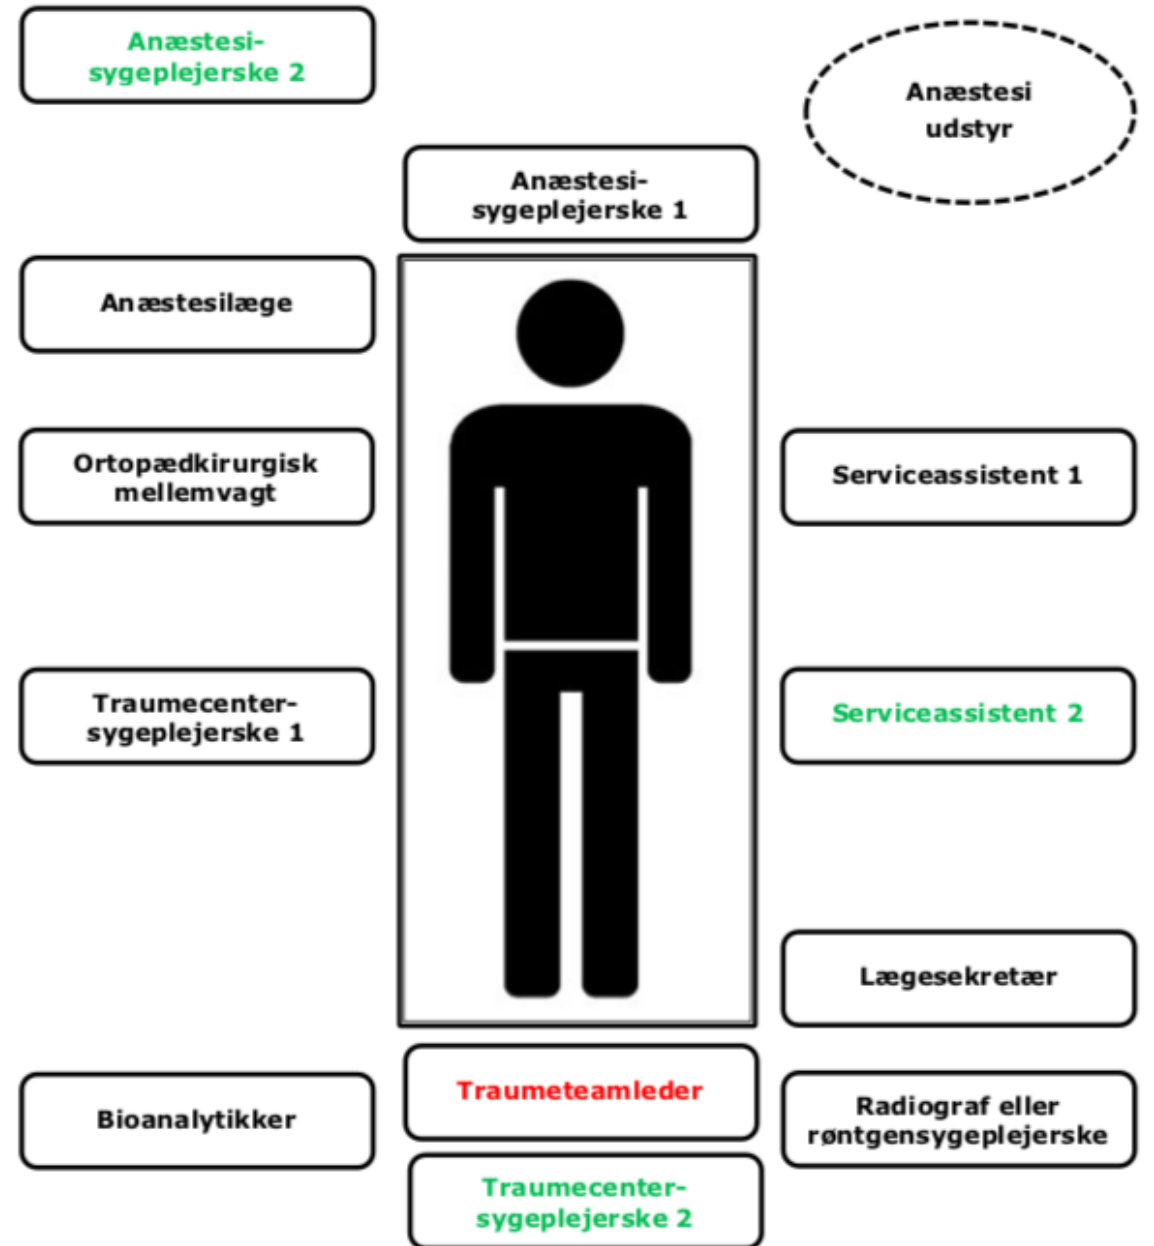 Anæstesi-
sygeplejerske 2
Anæstesi
udstyr
Anæstesi-
sygeplejerske 1
Anæstesilæge
Ortopædkirurgisk
mellemvagt
Serviceassistent 1
Traumecenter-
sygeplejerske 1
Serviceassistent 2
Lægesekretær
Traumeteamleder
Bioanalytikker
Radiograf eller
røntgensygeplejerske
Traumecenter-
sygeplejerske 2